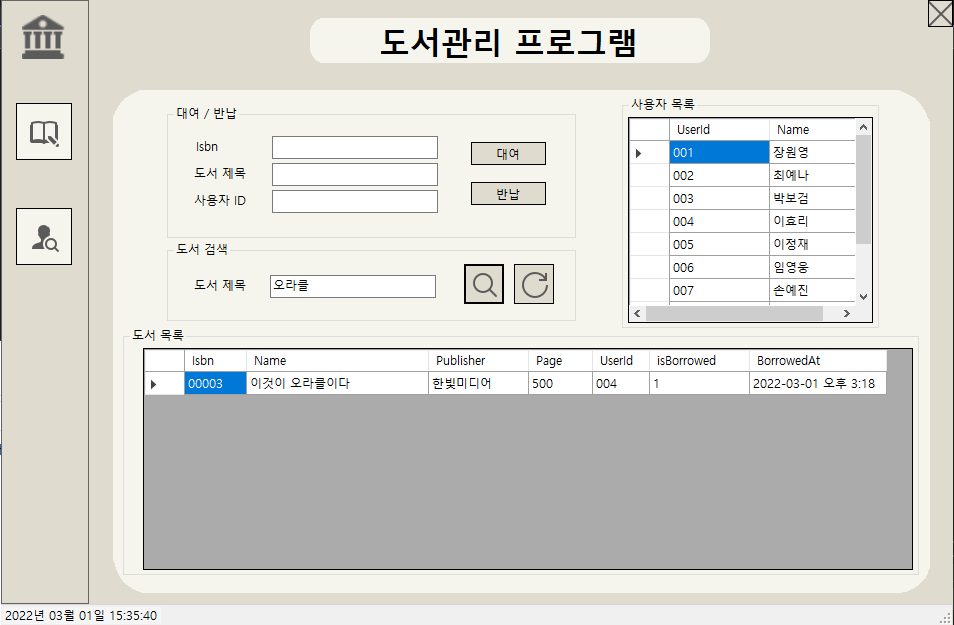 도서관리 프로그램
대여 / 반납
Isbn
대여
도서 제목
사용자 ID
반납
도서 검색
도서 제목 오라클
사용자 목록
UserId Name
001 장원영
002 최예나
003 박보검
004 이효리
005 이정재
006 임영웅
007 손예진
도서 목록
Isbn Name Publisher Page UserId isBorrowed BorrowedAt
00003 이것이 오라클이다 한빛미디어 500 004 1 2022-03-01 오후 3:18
2022년 03월 01일 15:35:40